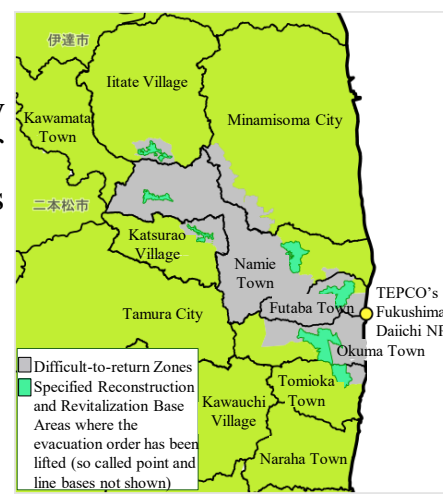 伊達市
Iitate Village
Kawamata
Town
Minamisoma City
二本松市
Katsurao
Village
Namie
Town
Futaba Town
TEPCO's
Fukushima
Daiichi
Tamura City
Okuma Town
Tomioka
Town
Kawauchi
Village
Naraha Town
Difficult-to-return Zones
Specified Reconstruction
and Revitalization Base
Areas where the
evacuation order has been
lifted (so called point and
line bases not shown)